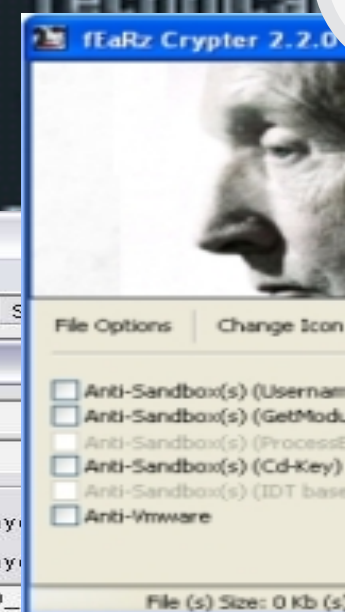 fEaRz Crypter 2.2.0
File Options Change Icon
Anti-Sandbox(s) (Usernam
Anti-Sandbox(s) (GetModu
Anti-Sandbox(s) (ProcessE
Anti-Sandbox(s) (Cd-Key)
Anti-Sandbox(s) (IDT base
Anti-Vmware
File (s) Size: 0 Kb (s)